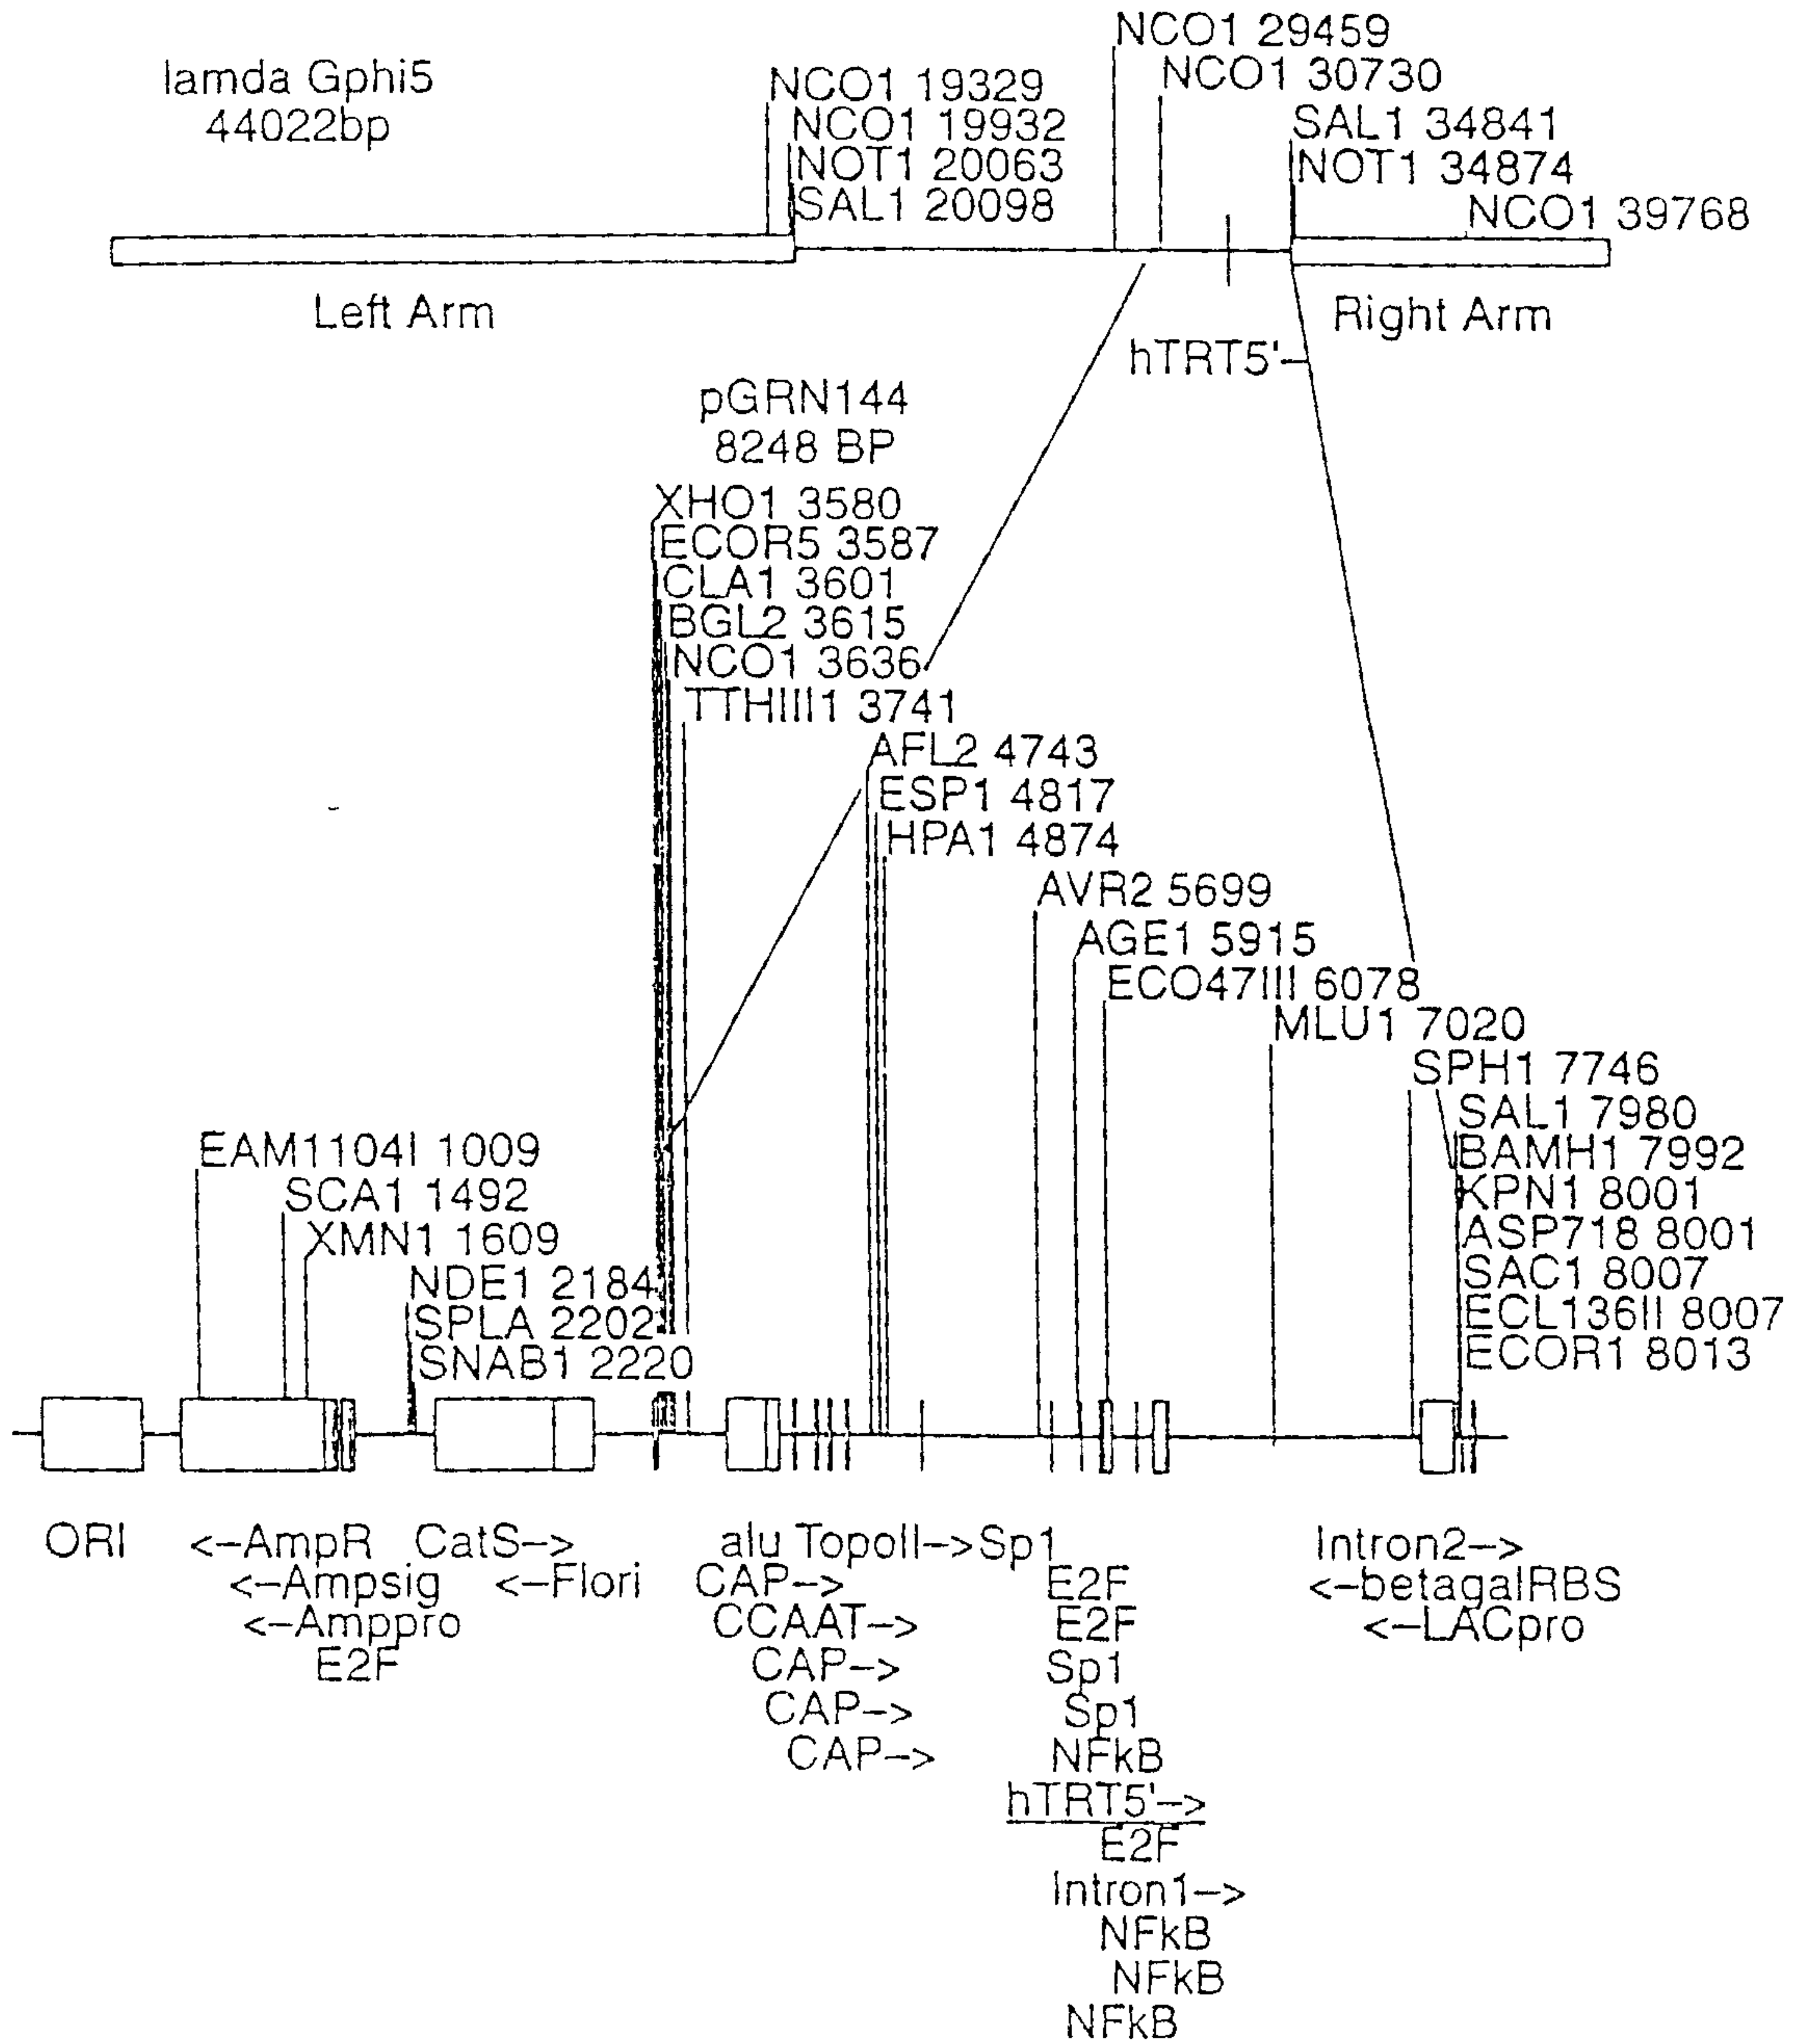 lamda Gphi5
44022bp
NCO1 19329
NCO1 19932
NOT1 20063
SAL1 20098
NCO1 29459
NCO1 30730
SAL1 34841
NOT1 34874
NCO1 39768
Left Arm
Right Arm
hTRT5'
pGRN144
8248 BP
XHO1 3580
ECOR5 3587
CLA1 3601
BGL2 3615
NCO1 3636
TTHIII1 3741
AFL2 4743
ESP1 4817
HPA1 4874
AVR2 5699
AGE1 5915
ECO47III 6078
MLU1 7020
SPH1 7746
SAL1 7980
BAMH1 7992
KPN1 8001
ASP718 8001
SAC1 8007
ECL136II 8007
ECOR1 8013
EAM1104I 1009
SCA1 1492
XMN1 1609
NDE1 2184
SPLA 2202
SNAB1 2220
ORI
<-AmpR
<-Ampsig
<-Amppro
E2F
CatS->
<-Flori
alu TopoII->Sp1
CAP->
CCAAT->
CAP->
CAP->
CAP->
E2F
E2F
Sp1
Sp1
NFkB
hTRT5'->
E2F
Intron1->
NFkB
NFkB
NFkB
Intron2->
<-betagalRBS
<-LACpro